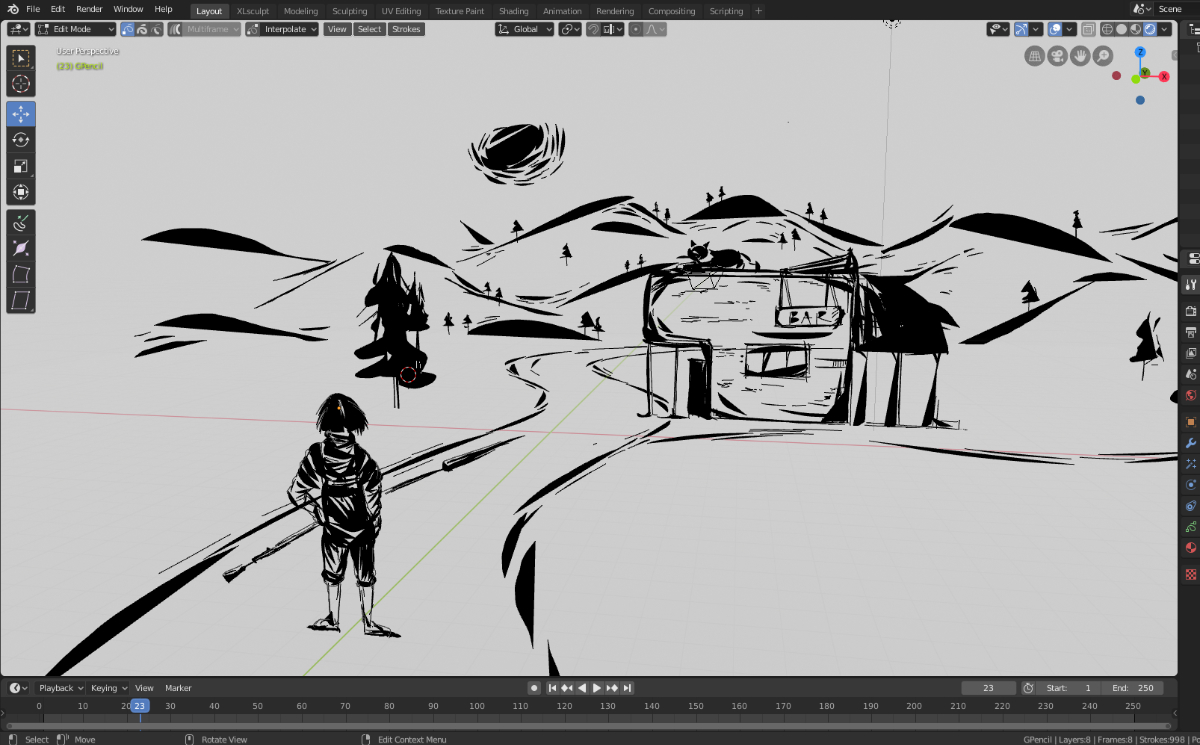 File Edit Render Window Help Layout XLsculpt Modeling Sculpting UV Editing Texture Paint Shading Animation Rendering Compositing Scripting + Scene
Edit Mode Multiframe Interpolate View Select Strokes Global
User Perspective
(23) GPencil
Z
Y
X
BAR
Playback Keying View Marker 23 Start: 1 End: 250
0 10 20 23 30 40 50 60 70 80 90 100 110 120 130 140 150 160 170 180 190 200 210 220 230 240 250
Select Move Rotate View Edit Context Menu GPencil | Layers:8 | Frames:8 | Strokes:998 | Po